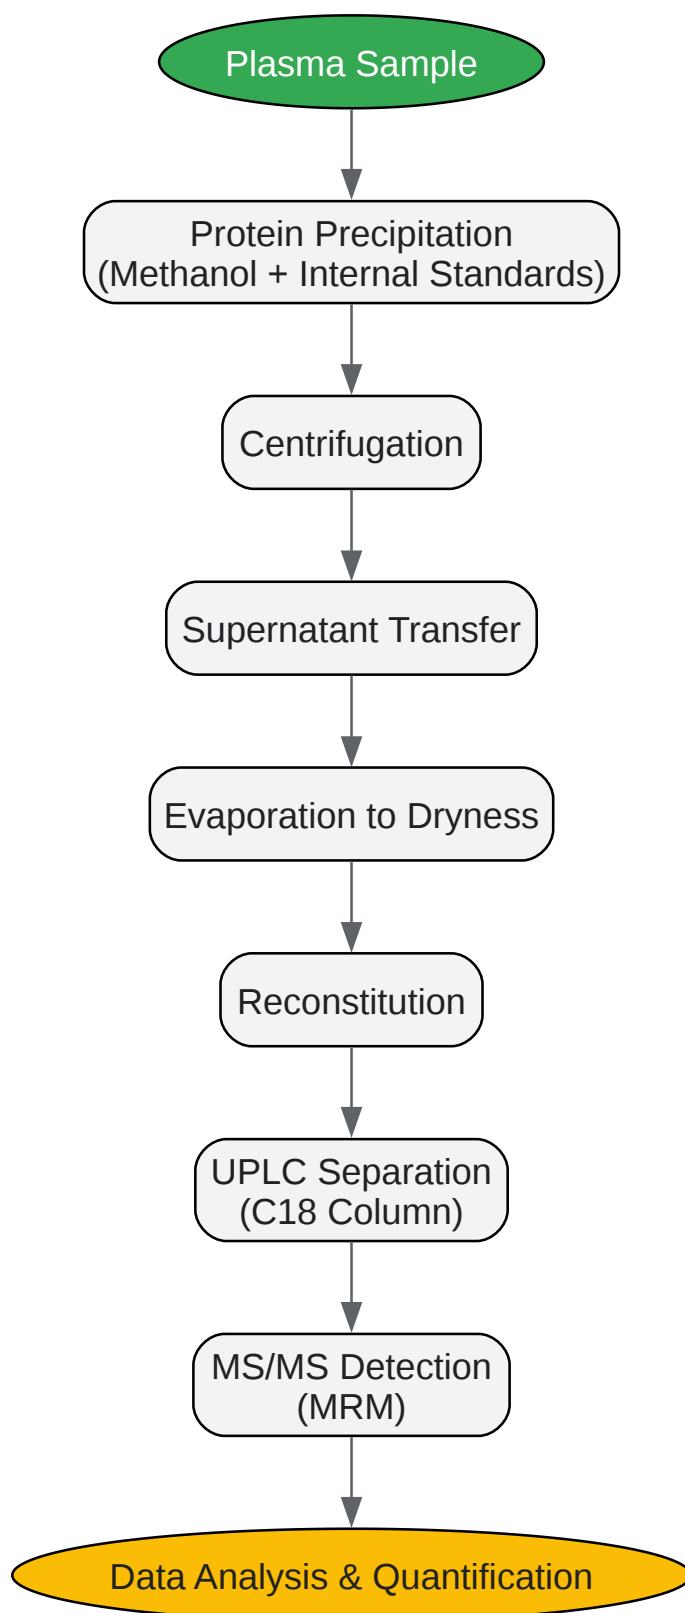 Plasma Sample
Protein Precipitation
(Methanol + Internal Standards)
Centrifugation
Supernatant Transfer
Evaporation to Dryness
Reconstitution
UPLC Separation
(C18 Column)
MS/MS Detection
(MRM)
Data Analysis & Quantification